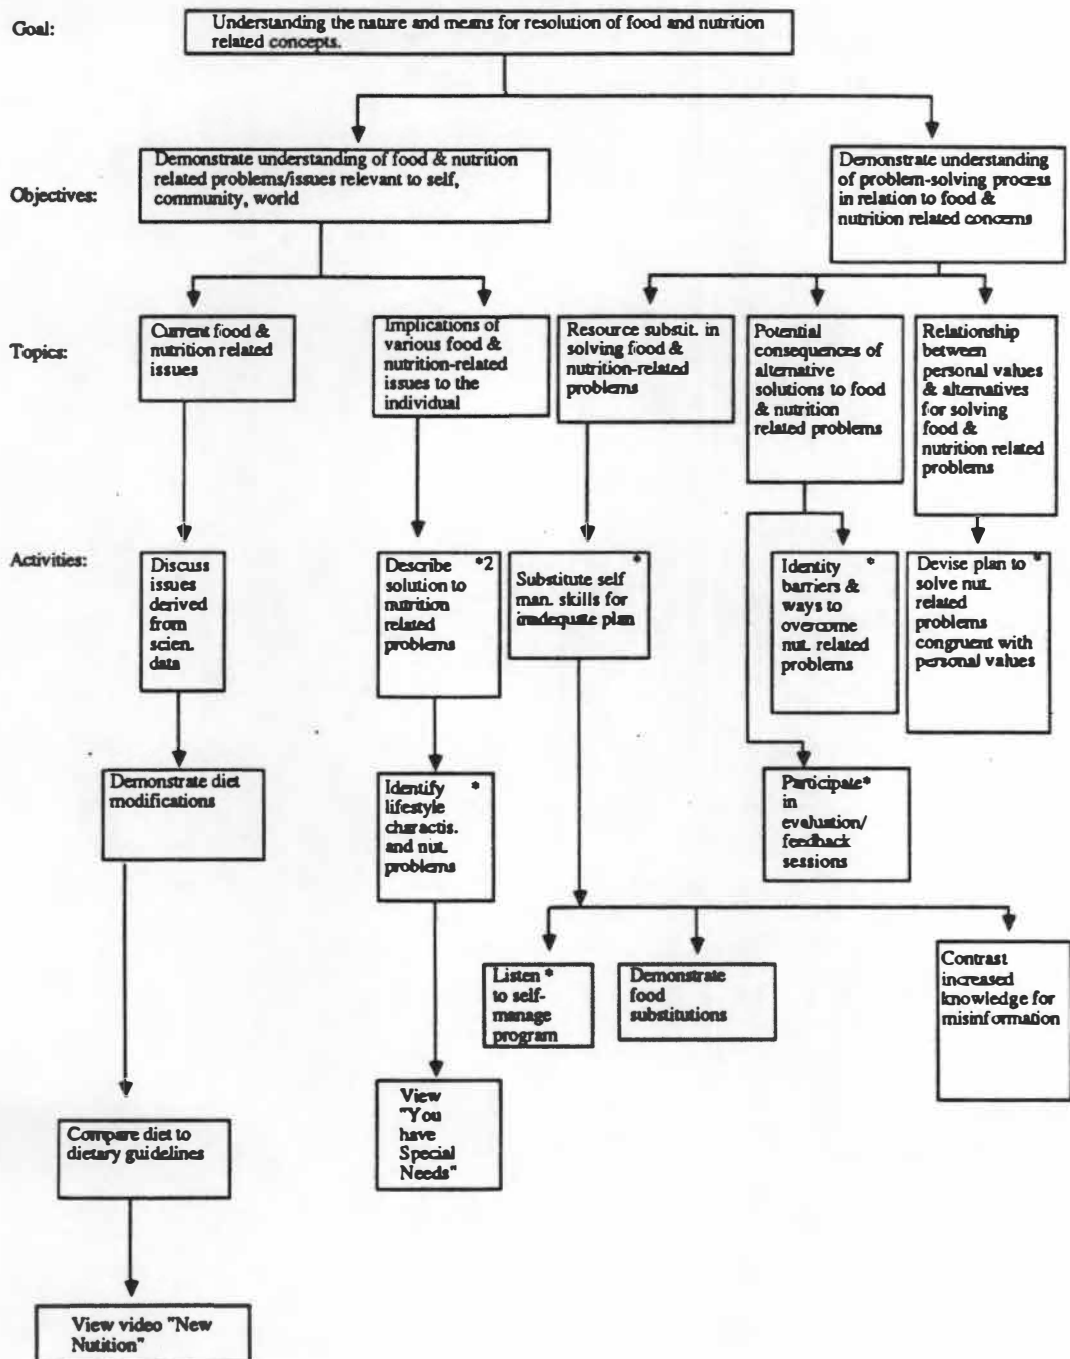 Goal:
Understanding the nature and means for resolution of food and nutrition
related concepts.
Objectives:
Demonstrate understanding of food & nutrition
related problems/issues relevant to self,
community, world
Demonstrate understanding
of problem-solving process
in relation to food &
nutrition related concerns
Topics:
Current food &
nutrition related
issues
Implications of
various food &
nutrition-related
issues to the
individual
Resource substit. in
solving food &
nutrition-related
problems
Potential
consequences of
alternative
solutions to food
& nutrition
related problems
Relationship
between
personal values
& alternatives
for solving
food &
nutrition related
problems
Activities:
Discuss
issues
derived
from
scien.
data
Describe *2
solution to
nutrition
related
problems
*
Substitute self
man. skills for
inadequate plan
Identity *
barriers &
ways to
overcome
nut. related
problems
Devise plan to *
solve nut.
related
problems
congruent with
personal values
Demonstrate diet
modifications
Identify *
lifestyle
charactis.
and nut.
problems
Participate*
in
evaluation/
feedback
sessions
Listen *
to self-
manage
program
Demonstrate
food
substitutions
Contrast
increased
knowledge for
misinformation
Compare diet to
dietary guidelines
View
"You
have
Special
Needs"
View video "New
Nutition"